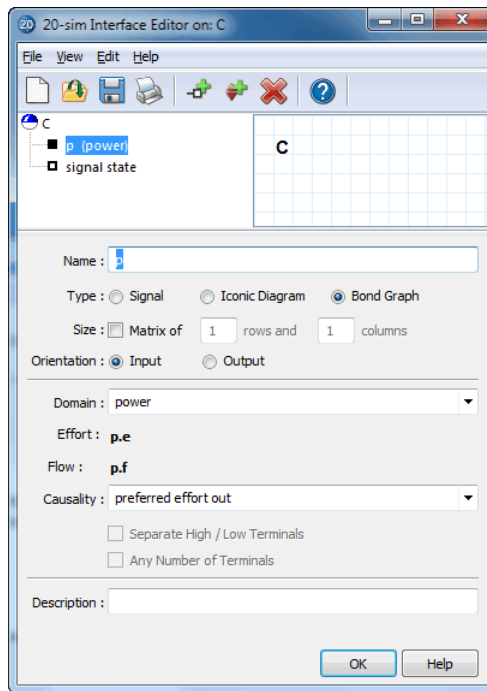 20 20-sim Interface Editor on: C
File View Edit Help
C
p (power)
signal state
C
Name : p
Type : Signal Iconic Diagram Bond Graph
Size : Matrix of 1 rows and 1 columns
Orientation : Input Output
Domain : power
Effort : p.e
Flow : p.f
Causality : preferred effort out
Separate High / Low Terminals
Any Number of Terminals
Description :
OK Help